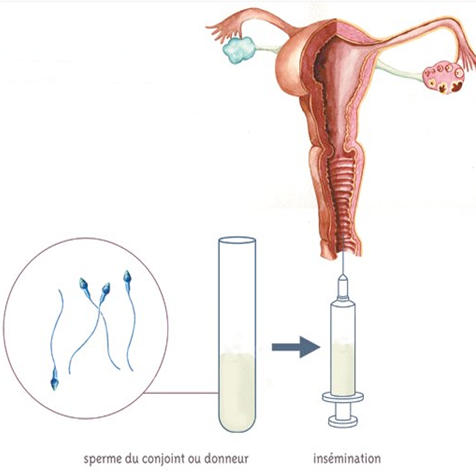 sperme du conjoint ou donneur
insémination